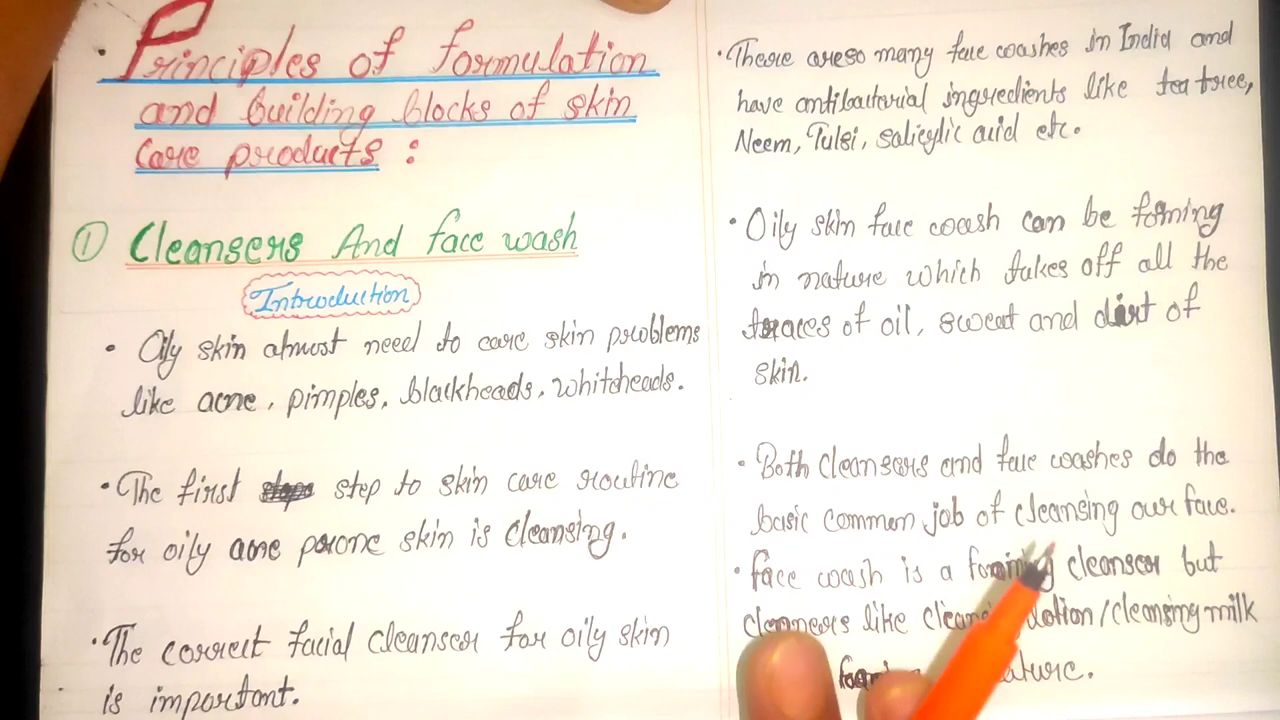 Principles of formulation
and building blocks of skin
Care products :
① Cleansers And face wash
Introduction
• Oily skin atmost need to care skin problems
like acne, pimples, blackheads, whiteheads.
• The first step to skin care routine
for oily acne prone skin is cleansing.
• The correct facial cleanser for oily skin
is important.
• There are so many face washes in India and
have antibacterial ingredients like tea tree,
Neem, Tulsi, salicylic acid etc.
• Oily skin face wash can be foming
in nature which takes off all the
traces of oil, sweat and dirt of
skin.
• Both cleansers and face washes do the
basic common job of cleansing our face.
• face wash is a foming cleanser but
cleaners like lotion/cleansing milk